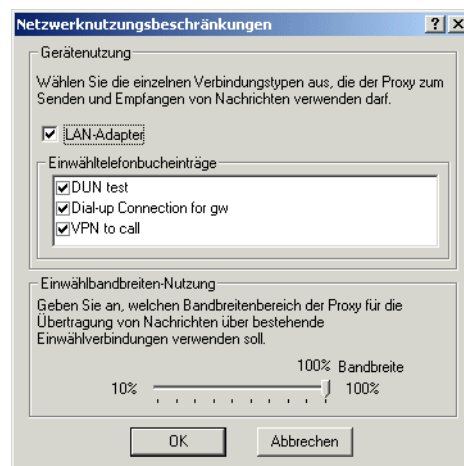 Netzwerknutzungsbeschränkungen
Gerätenutzung
Wählen Sie die einzelnen Verbindungstypen aus, die der Proxy zum
Senden und Empfangen von Nachrichten verwenden darf.
LAN-Adapter
Einwähltelefonbucheinträge
DUN test
Dial-up Connection for gw
VPN to call
Einwählbandbreiten-Nutzung
Geben Sie an, welchen Bandbreitenbereich der Proxy für die
Übertragung von Nachrichten über bestehende
Einwählverbindungen verwenden soll.
100% Bandbreite
10% 100%
OK Abbrechen